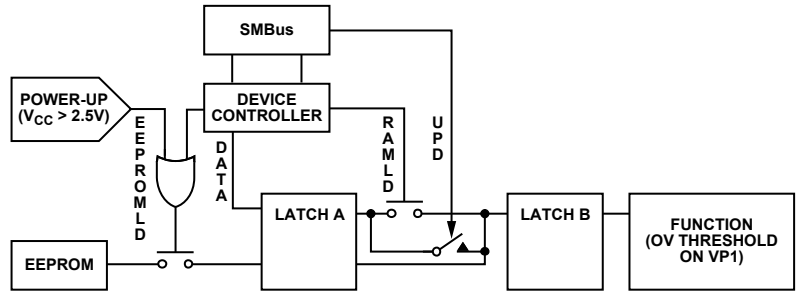 SMBus
POWER-UP
(VCC > 2.5V)
DEVICE
CONTROLLER
EEPROMLD
DATA
RAMLD
UPD
LATCH A
LATCH B
FUNCTION
(OV THRESHOLD
ON VP1)
EEPROM